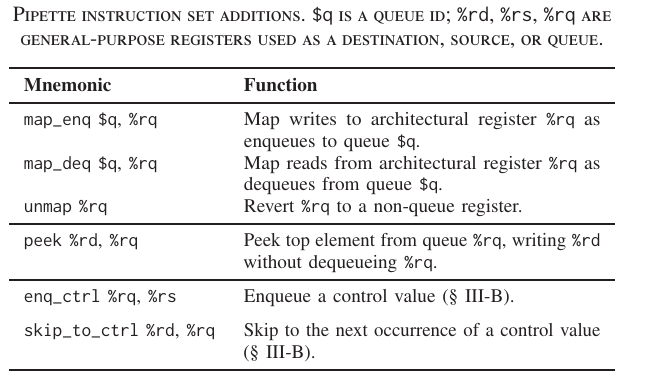 PIPETTE INSTRUCTION SET ADDITIONS. $q IS A QUEUE ID; %rd, %rs, %rq ARE
GENERAL-PURPOSE REGISTERS USED AS A DESTINATION, SOURCE, OR QUEUE.
Mnemonic Function
map_enq $q, %rq Map writes to architectural register %rq as
enqueues to queue $q.
map_deq $q, %rq Map reads from architectural register %rq as
dequeues from queue $q.
unmap %rq Revert %rq to a non-queue register.
peek %rd, %rq Peek top element from queue %rq, writing %rd
without dequeueing %rq.
enq_ctrl %rq, %rs Enqueue a control value (§ III-B).
skip_to_ctrl %rd, %rq Skip to the next occurrence of a control value
(§ III-B).